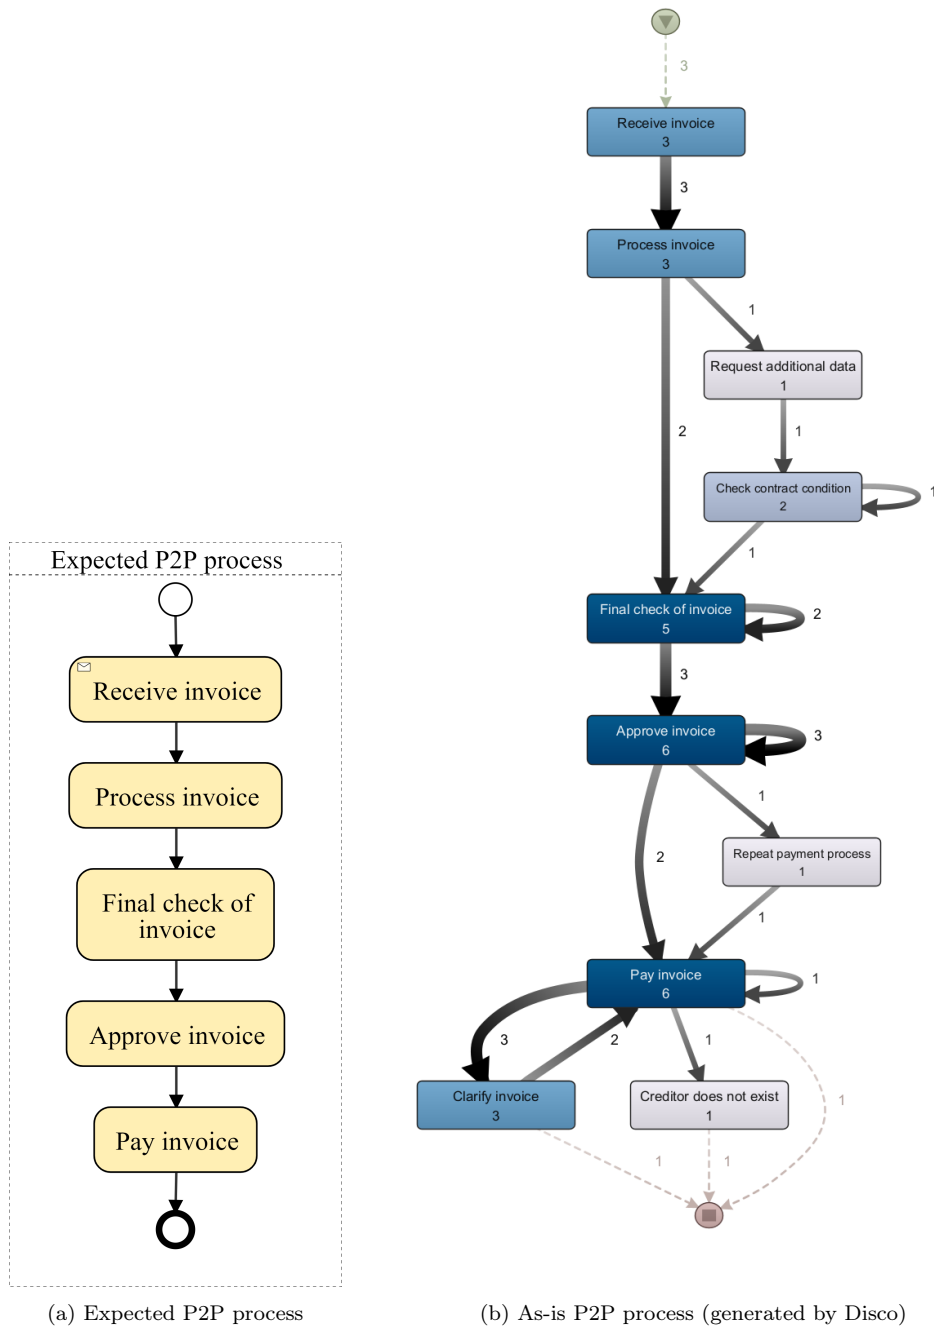 Expected P2P process
Receive invoice
Process invoice
Final check of
invoice
Approve invoice
Pay invoice
(a) Expected P2P process
3
Receive invoice
3
3
Process invoice
3
1
Request additional data
1
2
1
Check contract condition
2
1
1
Final check of invoice
5
2
3
Approve invoice
6
3
1
2
Repeat payment process
1
1
Pay invoice
6
1
3
2
1
1
Clarify invoice
3
Creditor does not exist
1
1
1
(b) As-is P2P process (generated by Disco)